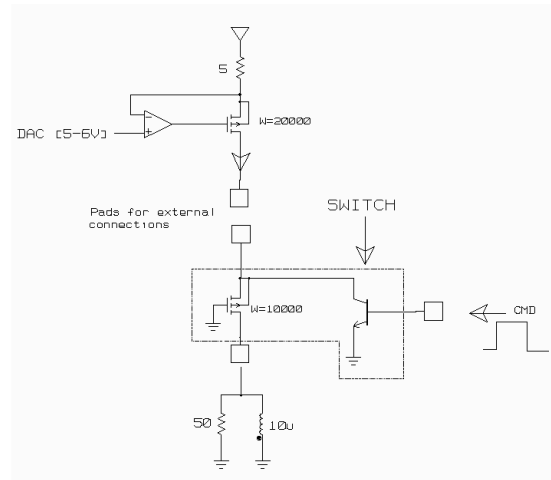 5
W=20000
DAC [5-6V]
Pads for external
connections
SWITCH
W=10000
CMD
50
10u